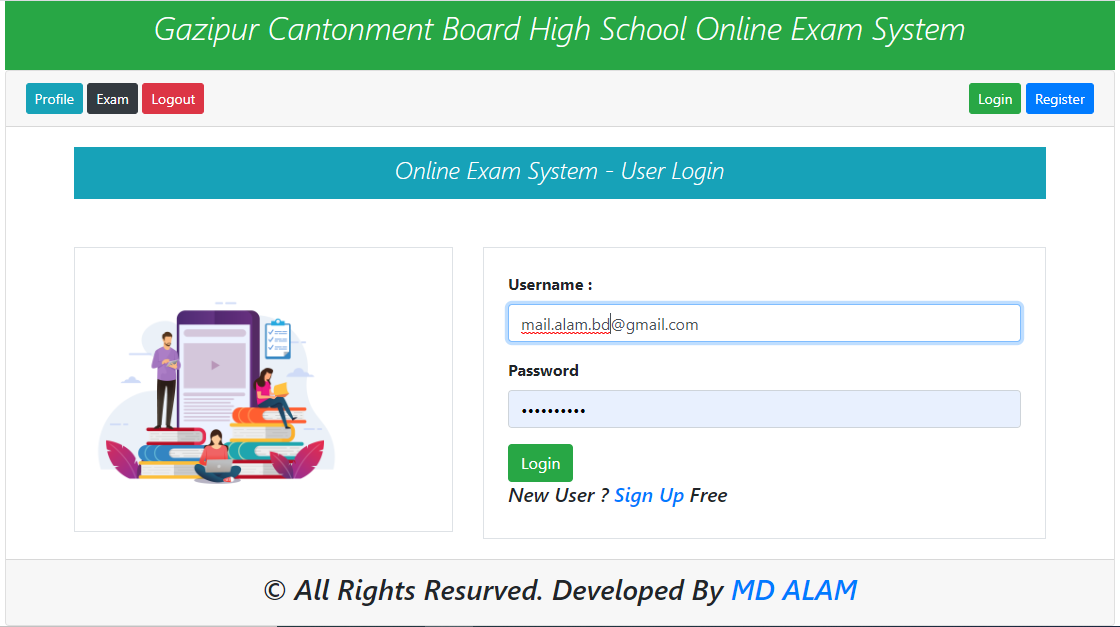 Gazipur Cantonment Board High School Online Exam System
Profile Exam Logout Login Register
Online Exam System - User Login
Username :
mail.alam.bd@gmail.com
Password
••••••••••
Login
New User ? Sign Up Free
© All Rights Resurved. Developed By MD ALAM